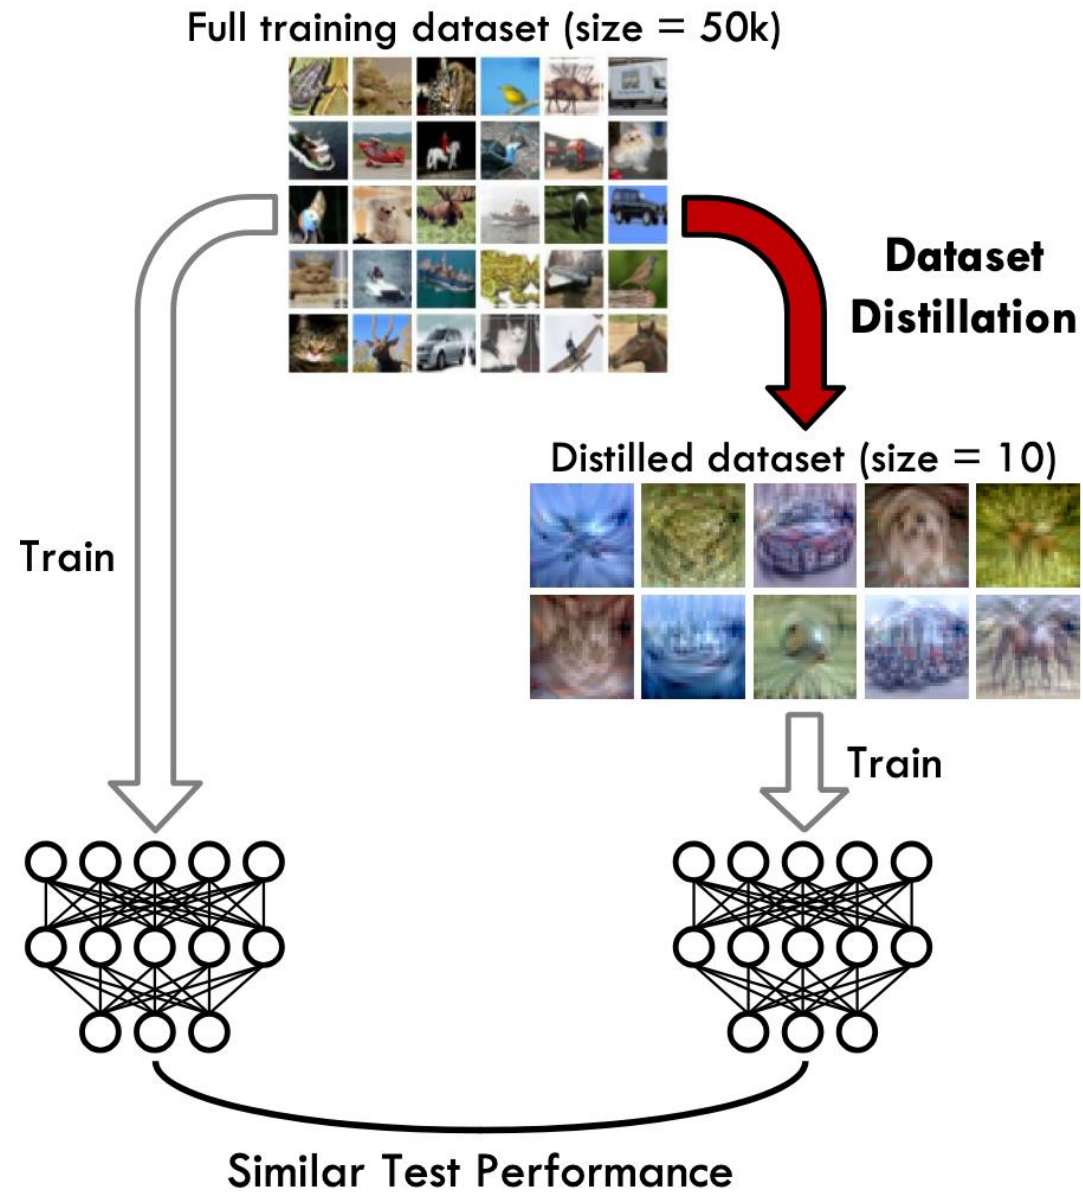 Full training dataset (size = 50k)
Dataset
Distillation
Distilled dataset (size = 10)
Train
Train
Similar Test Performance